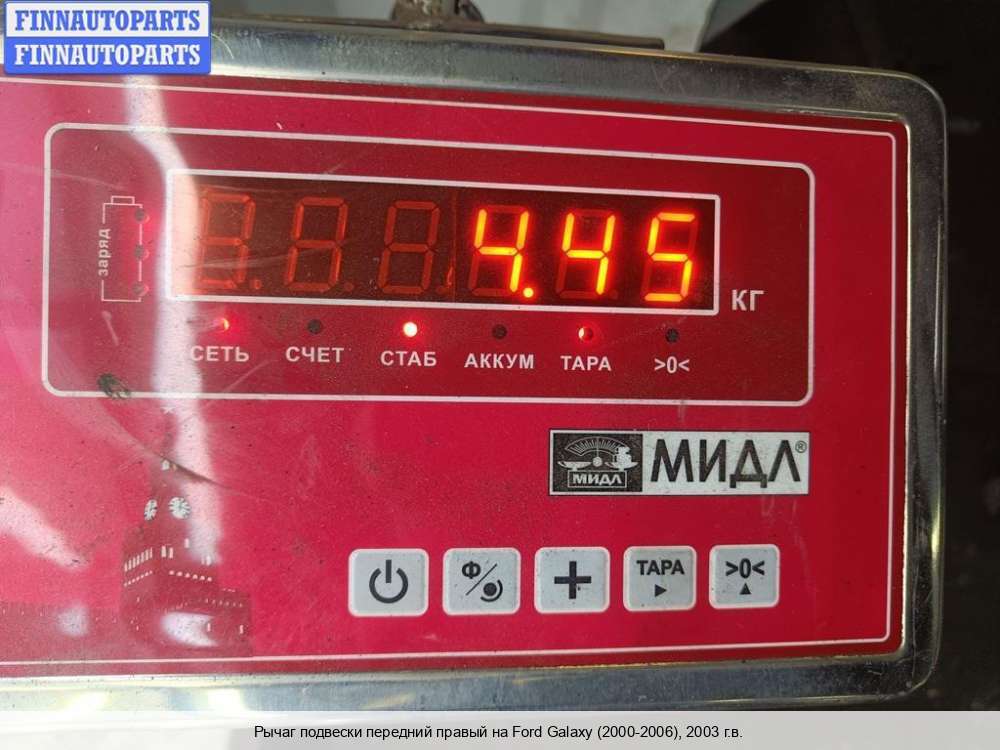 FINNAUTOPARTS
FINNAUTOPARTS
заряд
4.45
КГ
СЕТЬ СЧЕТ СТАБ АККУМ ТАРА >0<
МИДЛ МИДЛ®
Ф ТАРА >0<
Рычаг подвески передний правый на Ford Galaxy (2000-2006), 2003 г.в.